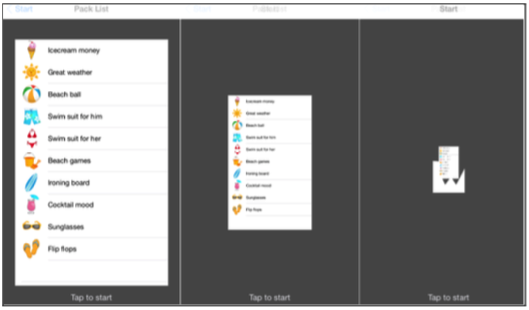 Start Pack List
Icecream money
Great weather
Beach ball
Swim suit for him
Swim suit for her
Beach games
Ironing board
Cocktail mood
Sunglasses
Flip flops
Tap to start
Start
Icecream money
Great weather
Beach ball
Swim suit for him
Swim suit for her
Beach games
Ironing board
Cocktail mood
Sunglasses
Flip flops
Tap to start
Start
Tap to start